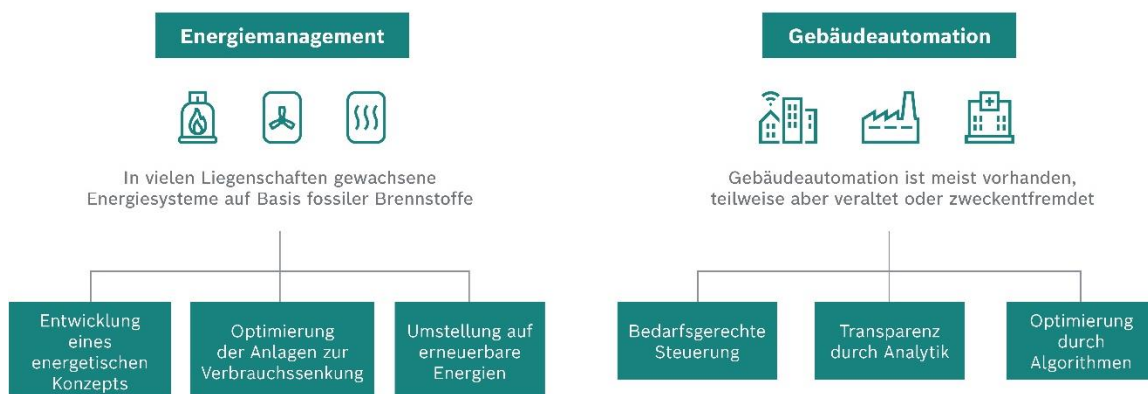 Energiemanagement
In vielen Liegenschaften gewachsene
Energiesysteme auf Basis fossiler Brennstoffe
Entwicklung
eines
energetischen
Konzepts
Optimierung
der Anlagen zur
Verbrauchssenkung
Umstellung auf
erneuerbare
Energien
Gebäudeautomation
Gebäudeautomation ist meist vorhanden,
teilweise aber veraltet oder zweckentfremdet
Bedarfsgerechte
Steuerung
Transparenz
durch Analytik
Optimierung
durch
Algorithmen